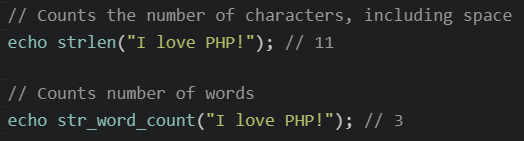 // Counts the number of characters, including space
echo strlen("I love PHP!"); // 11
// Counts number of words
echo str_word_count("I love PHP!"); // 3